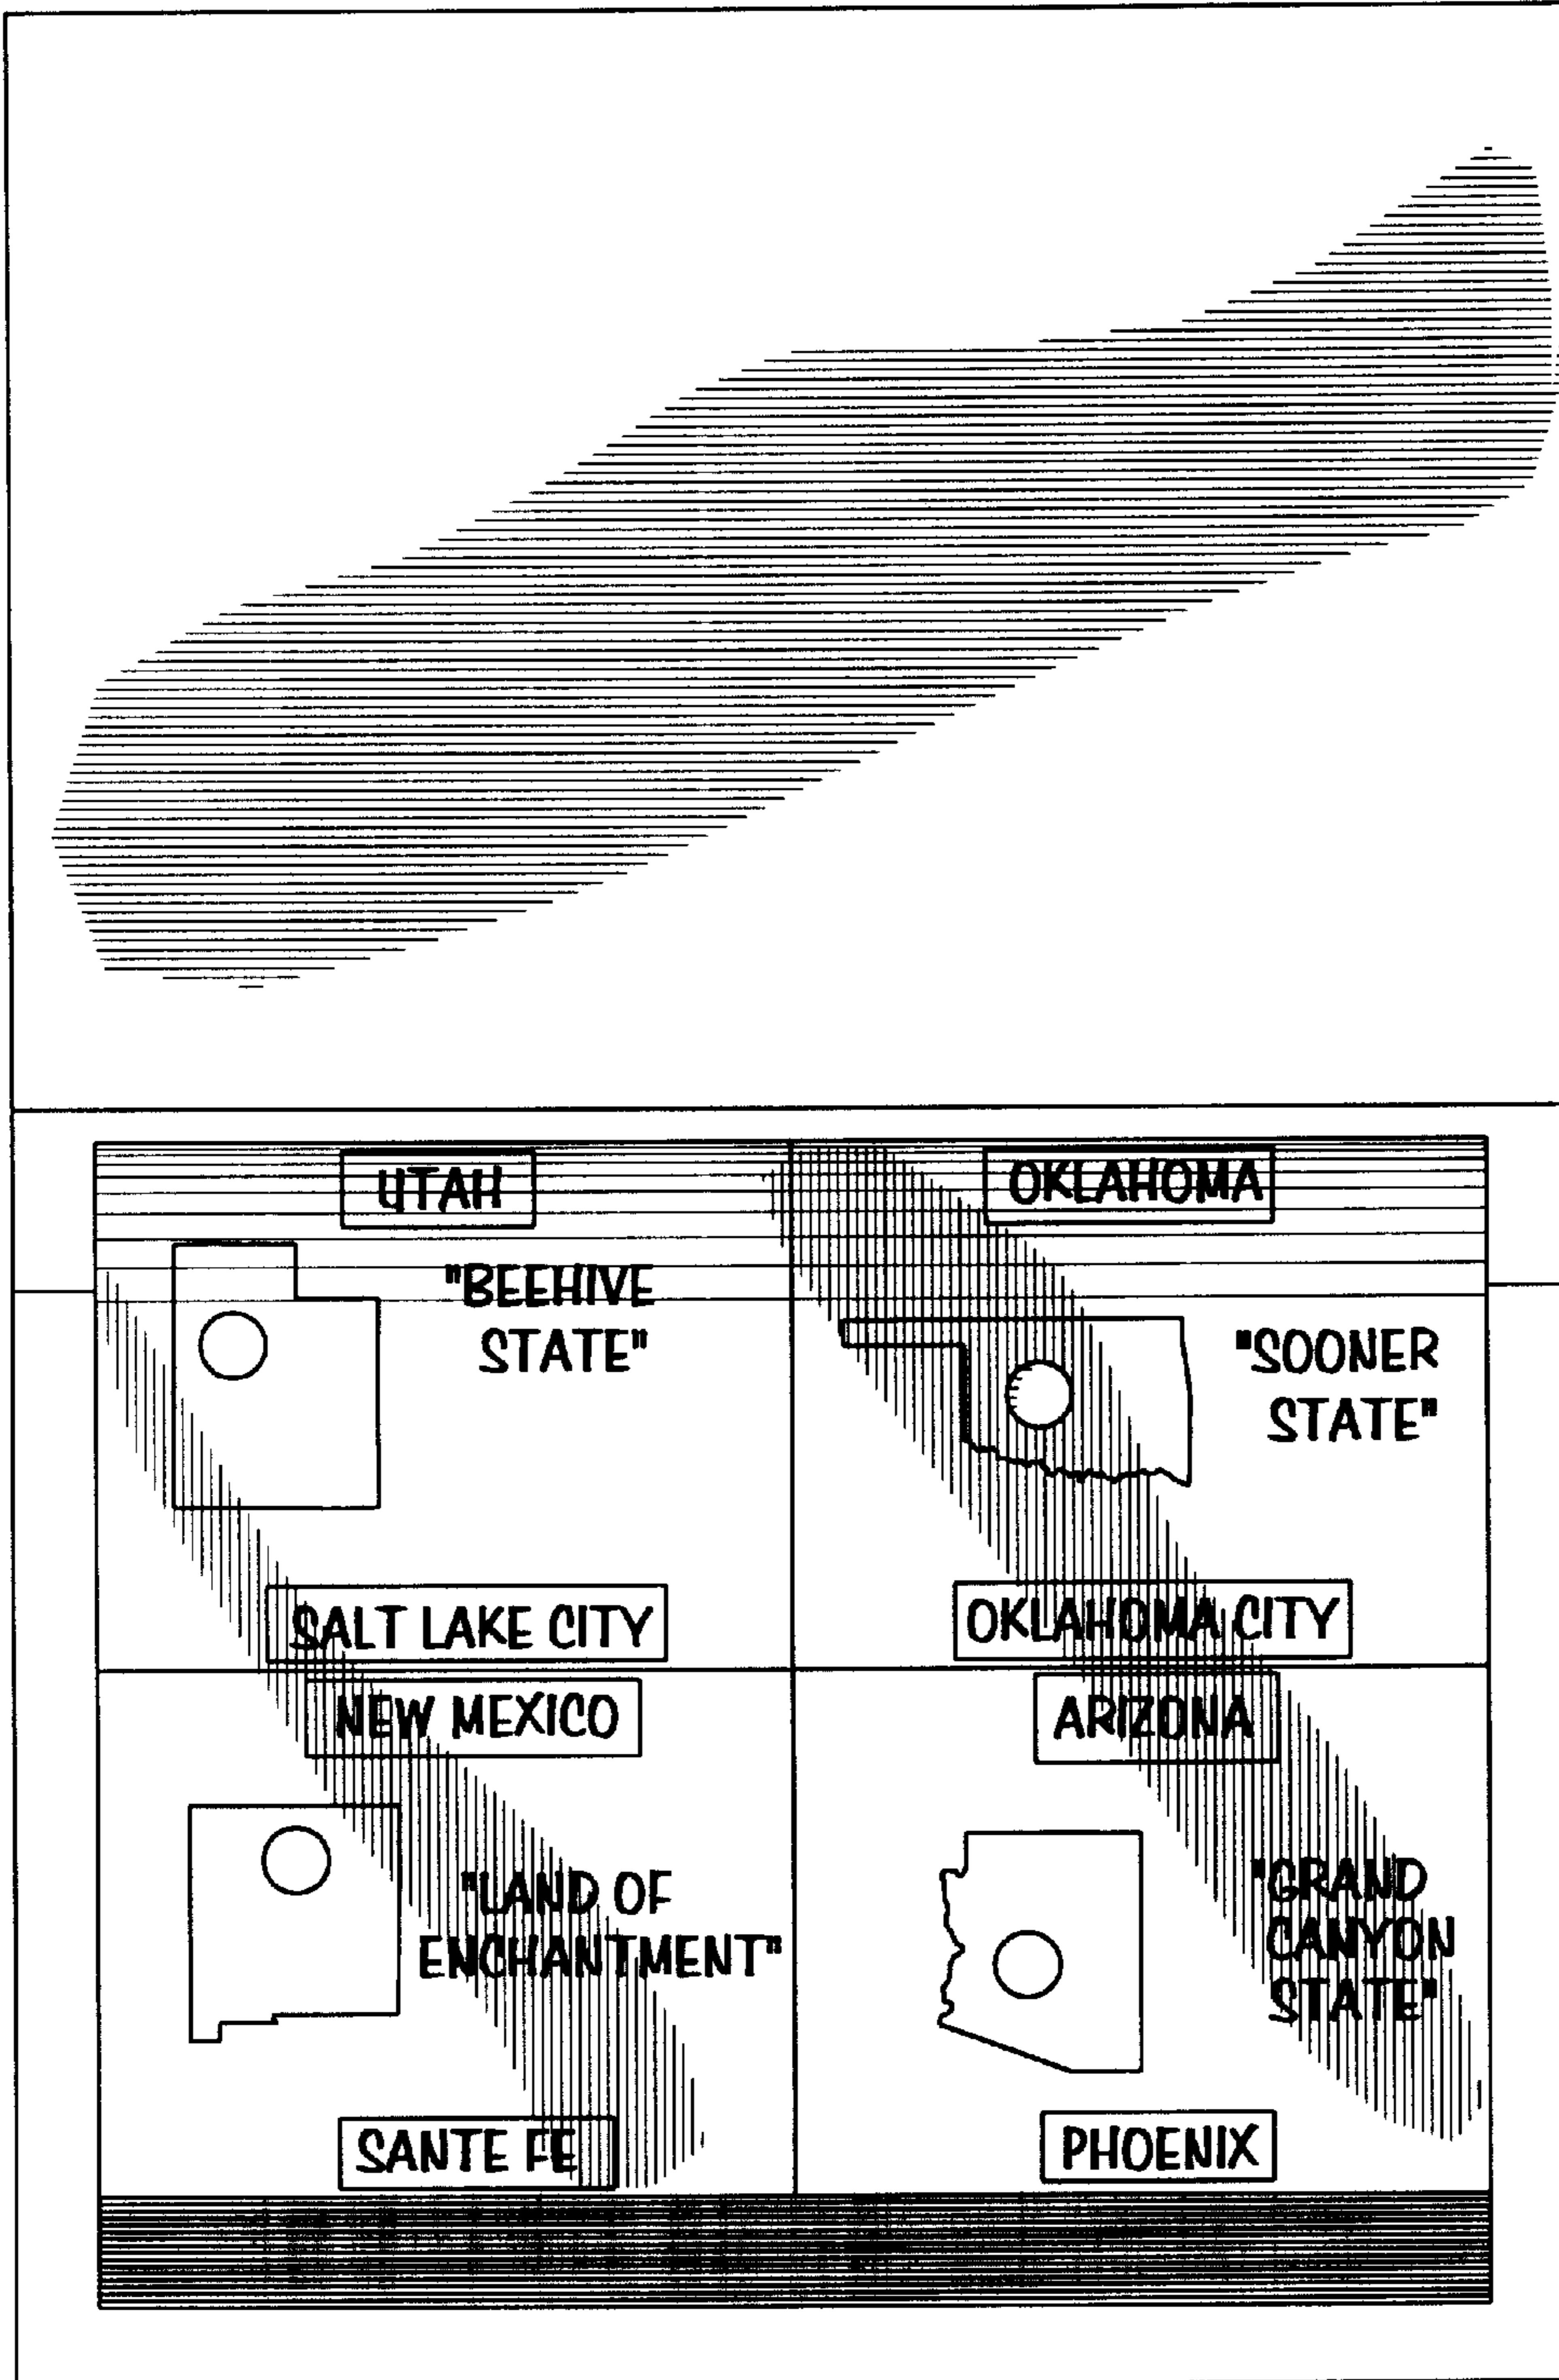 UTAH
"BEEHIVE
STATE"
SALT LAKE CITY
OKLAHOMA
"SOONER
STATE"
OKLAHOMA CITY
NEW MEXICO
"LAND OF
ENCHANTMENT"
SANTE FE
ARIZONA
"GRAND
CANYON
STATE"
PHOENIX